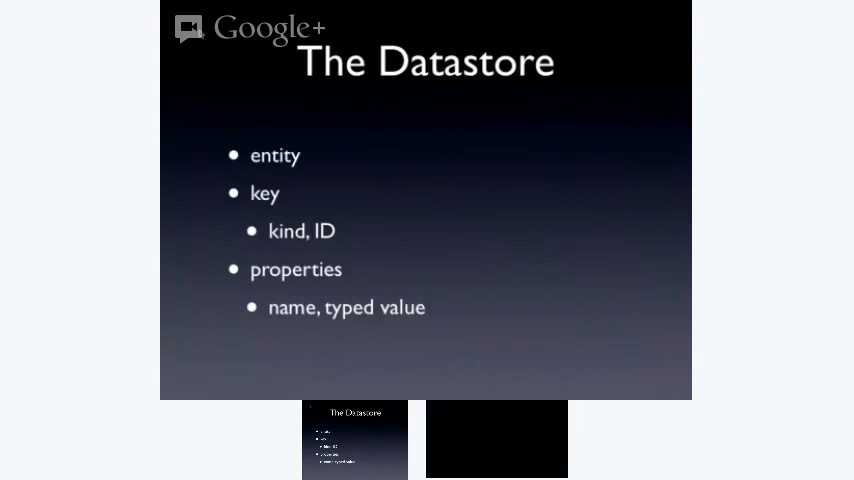 Google+
The Datastore
entity
key
kind, ID
properties
name, typed value
The Datastore